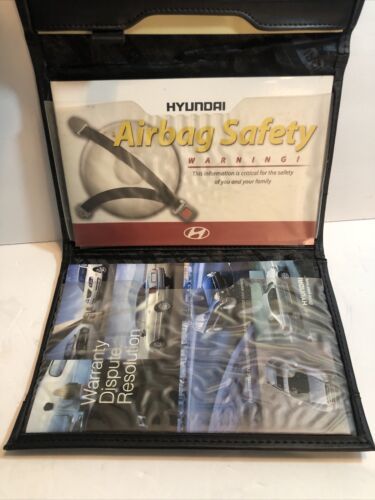 HYUNDAI
Airbag Safety
WARNING!
This information is critical for the safety
of you and your family
Warranty
Dispute
Resolution
HYUNDAI